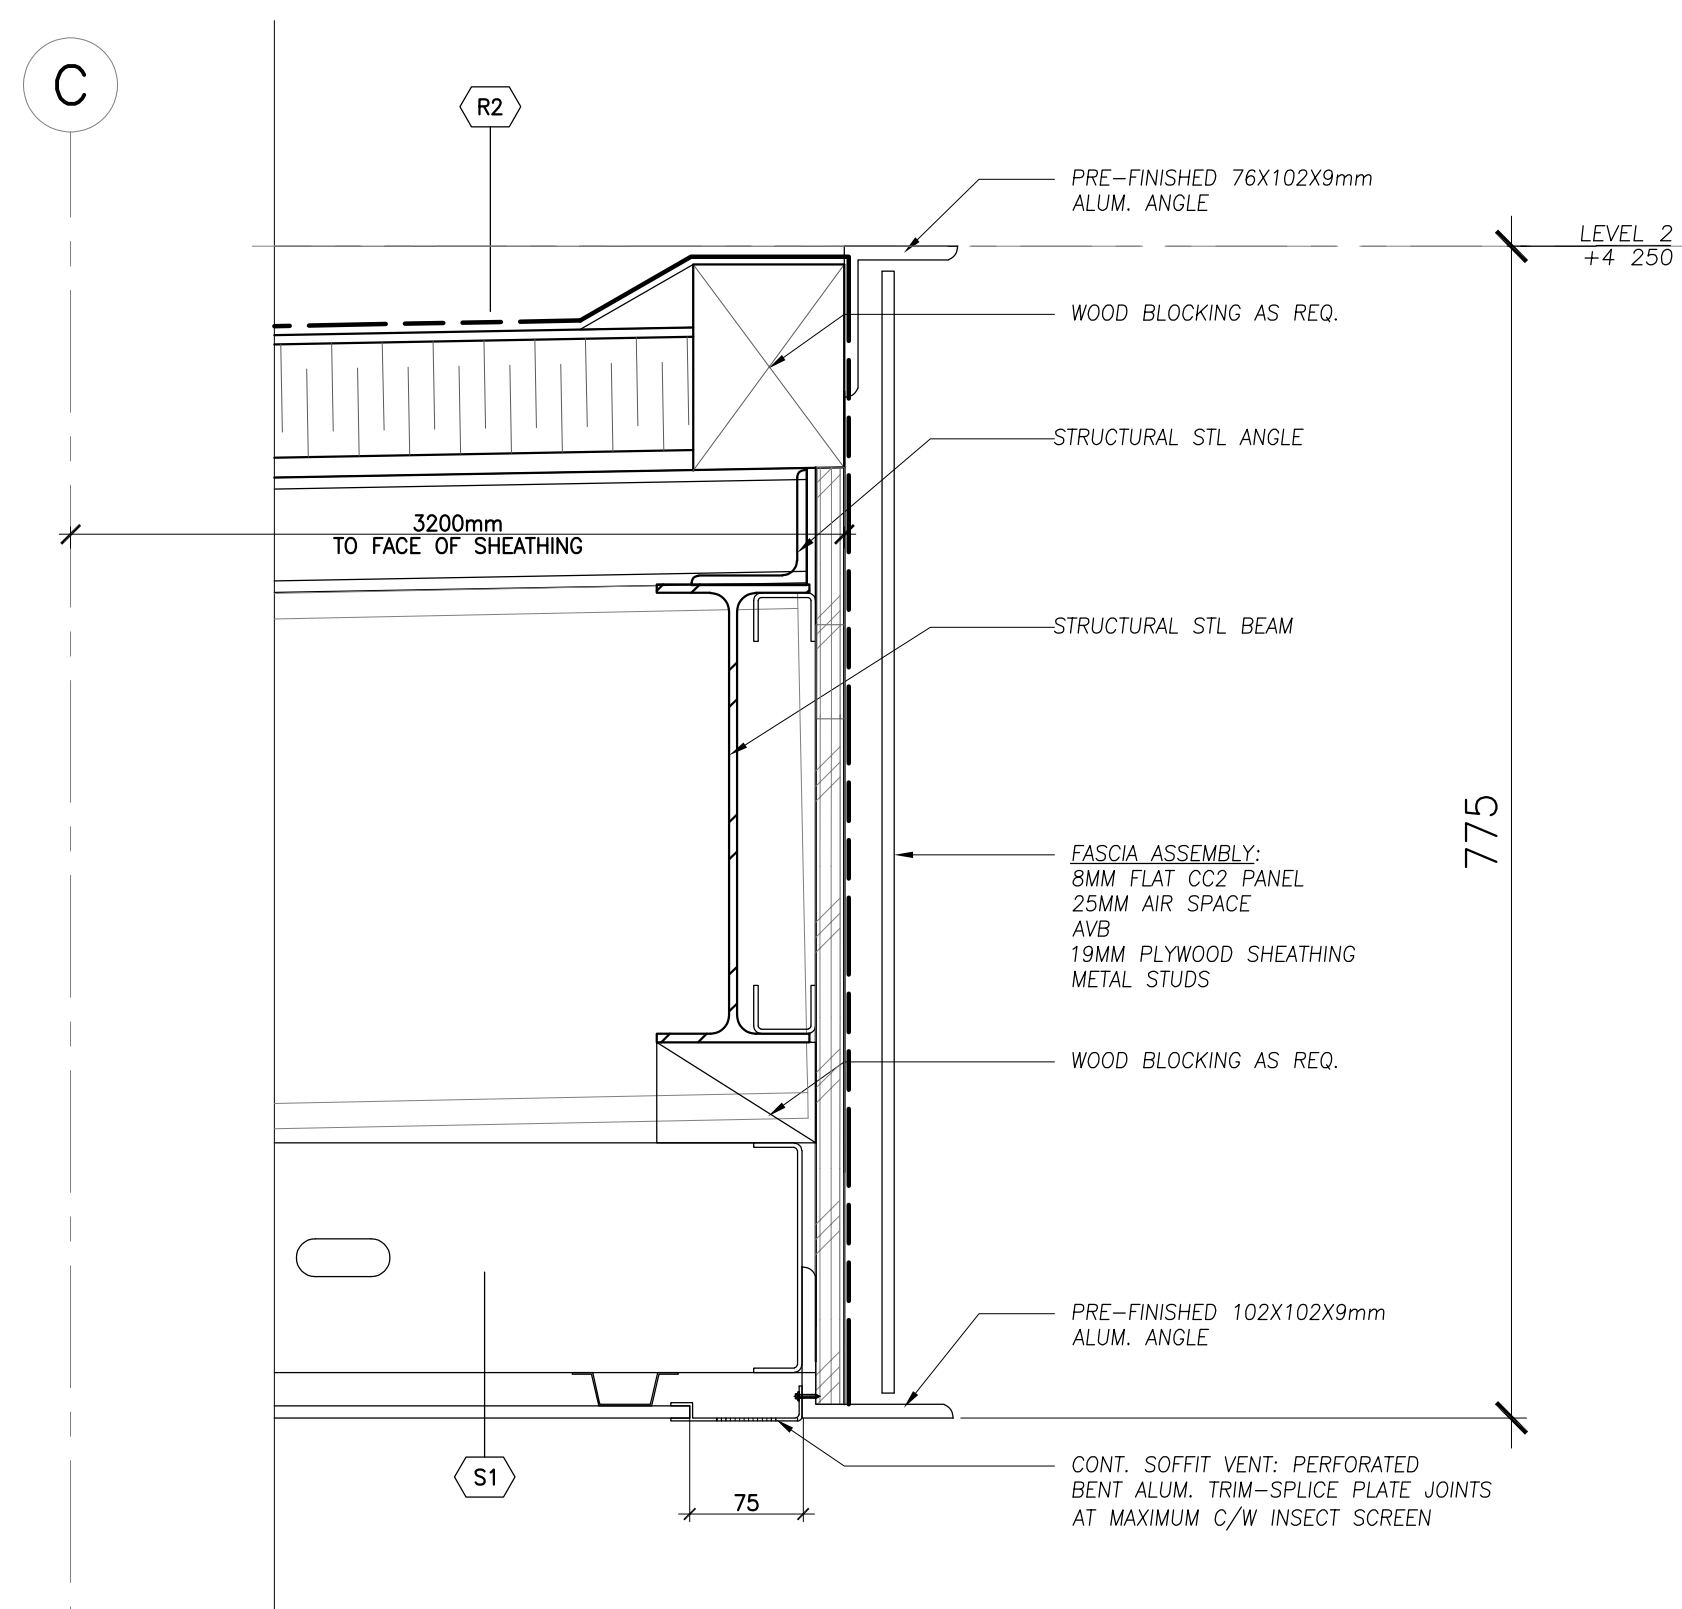 C
R2
PRE-FINISHED 76X102X9mm
ALUM. ANGLE
LEVEL 2
+4 250
WOOD BLOCKING AS REQ.
STRUCTURAL STL ANGLE
3200mm
TO FACE OF SHEATHING
STRUCTURAL STL BEAM
775
FASCIA ASSEMBLY:
8MM FLAT CC2 PANEL
25MM AIR SPACE
AVB
19MM PLYWOOD SHEATHING
METAL STUDS
WOOD BLOCKING AS REQ.
PRE-FINISHED 102X102X9mm
ALUM. ANGLE
S1
75
CONT. SOFFIT VENT: PERFORATED
BENT ALUM. TRIM-SPLICE PLATE JOINTS
AT MAXIMUM C/W INSECT SCREEN